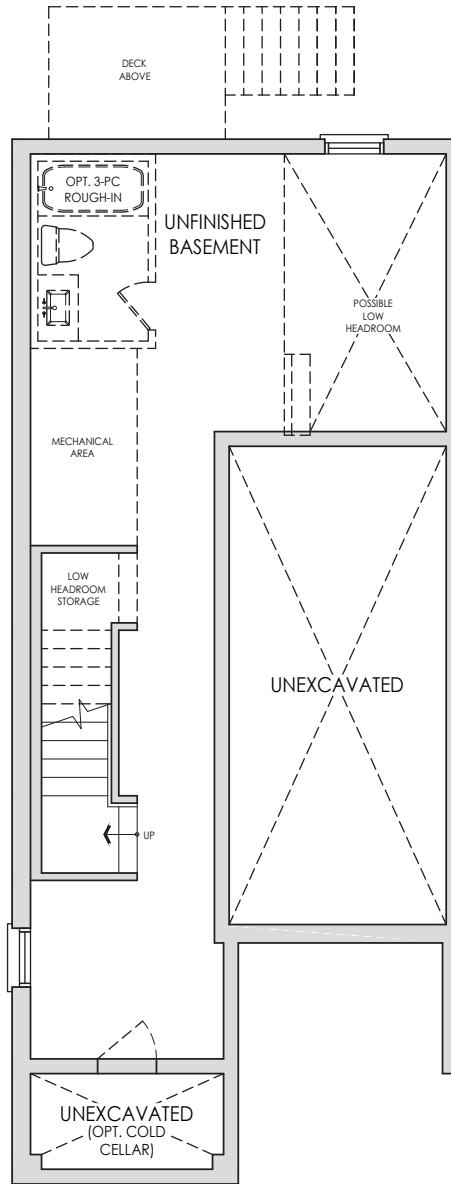 DECK
ABOVE
OPT. 3-PC
ROUGH-IN
UNFINISHED
BASEMENT
POSSIBLE
LOW
HEADROOM
MECHANICAL
AREA
LOW
HEADROOM
STORAGE
UNEXCAVATED
UP
UNEXCAVATED
(OPT. COLD
CELLAR)